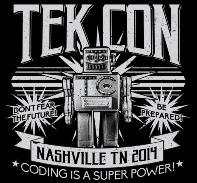 TEK CON
DON'T FEAR
THE FUTURE!
BE
PREPARED!
NASHVILLE TN 2014
CODING IS A SUPER POWER!